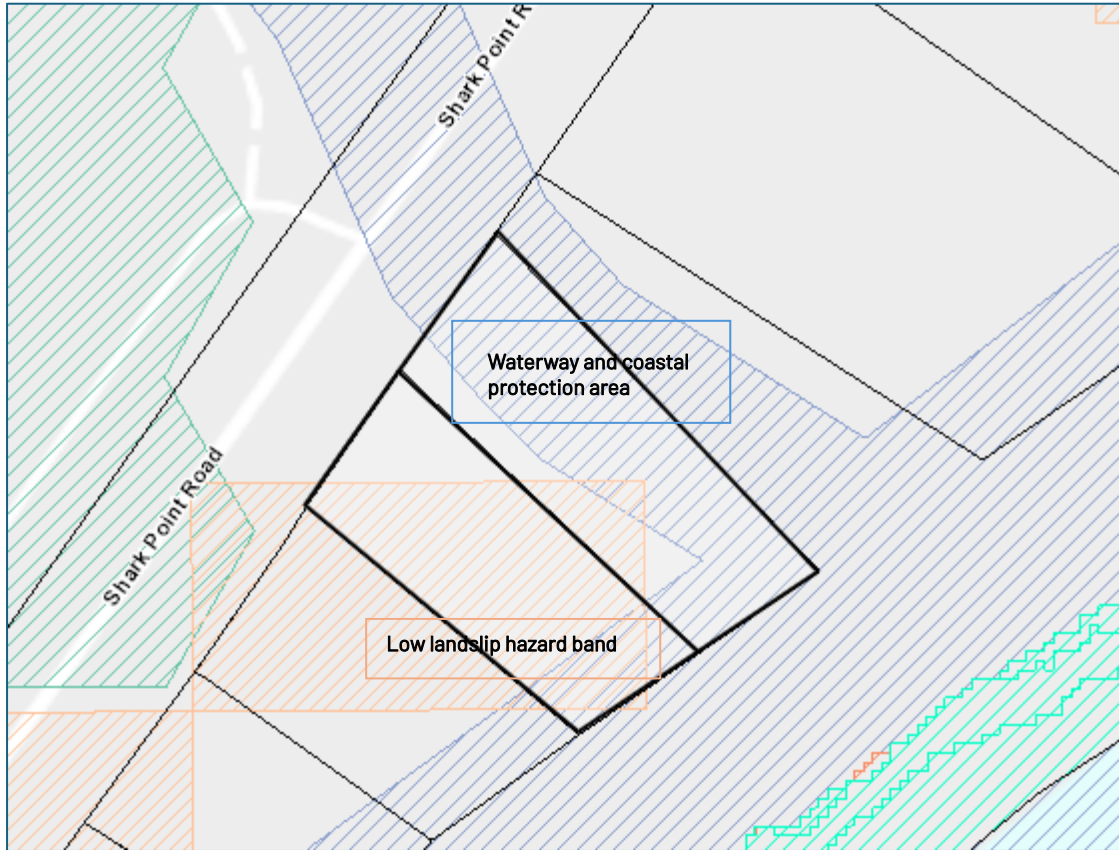 Shark Point R
Waterway and coastal
protection area
Shark Point Road
Low landslip hazard band